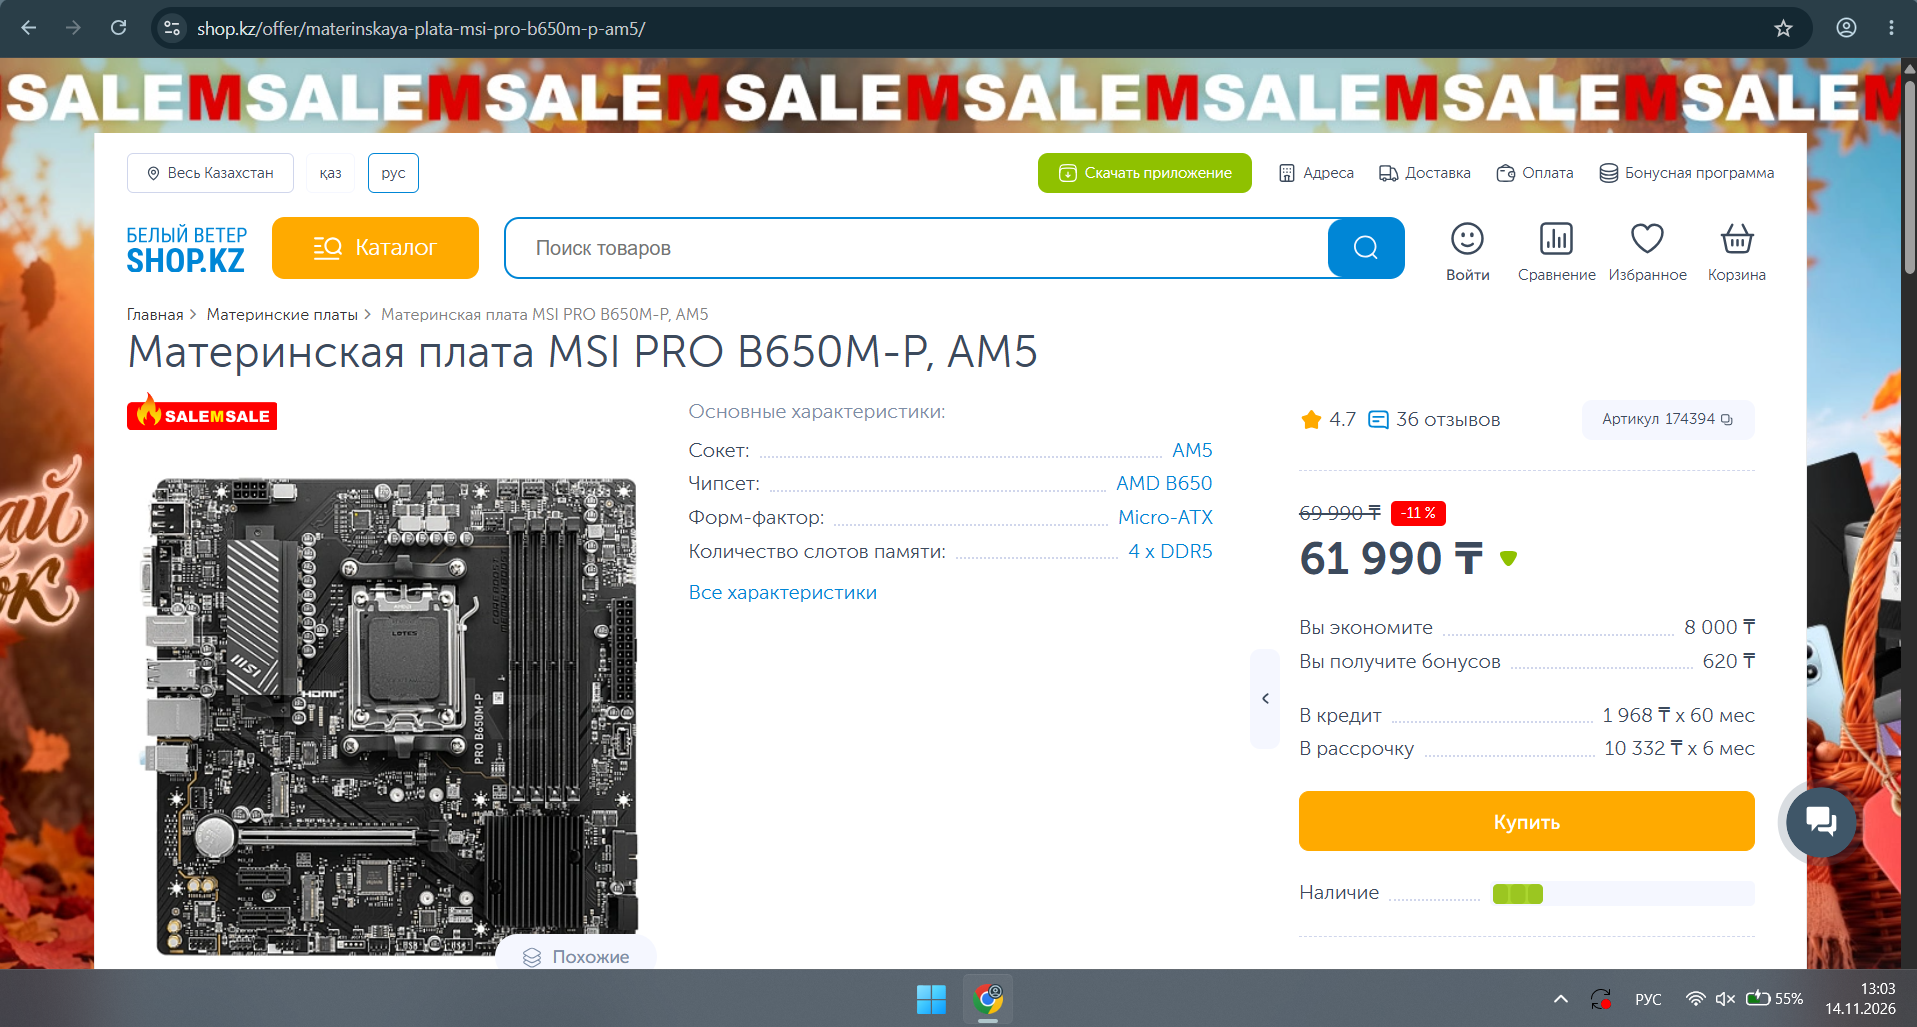 shop.kz/offer/materinskaya-plata-msi-pro-b650m-p-am5/
SALEMSALEMSALEMSALEMSALEMSALEMSALEMSALEM
Весь Казахстан
қаз
рус
Скачать приложение
Адреса
Доставка
Оплата
Бонусная программа
БЕЛЫЙ ВЕТЕР
SHOP.KZ
Каталог
Поиск товаров
Войти
Сравнение
Избранное
Корзина
Главная > Материнские платы > Материнская плата MSI PRO B650M-P, AM5
Материнская плата MSI PRO B650M-P, AM5
SALEMSALE
Основные характеристики:
Сокет: AM5
Чипсет: AMD B650
Форм-фактор: Micro-ATX
Количество слотов памяти: 4 x DDR5
Все характеристики
4.7
36 отзывов
Артикул 174394
69 990 ₸
-11 %
61 990 ₸
Вы экономите 8 000 ₸
Вы получите бонусов 620 ₸
В кредит 1 968 ₸ x 60 мес
В рассрочку 10 332 ₸ x 6 мес
Купить
Наличие
LOTES
msi
HDMI
PRO B650M-P
Похожие
РУС
55%
13:03
14.11.2026